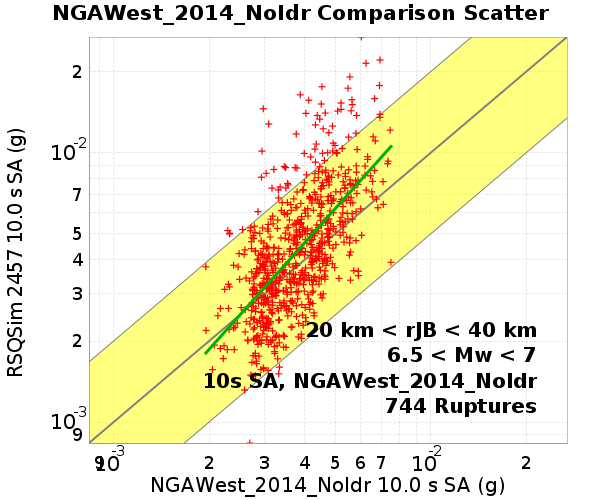 NGAWest_2014_NoIdr Comparison Scatter
RSQSim 2457 10.0 s SA (g)
2
10-2
7
5
4
3
2
10-3
9
20 km < rJB < 40 km
6.5 < Mw < 7
10s SA, NGAWest_2014_NoIdr
744 Ruptures
9 10-3 2 3 4 5 6 7 10-2 2
NGAWest_2014_NoIdr 10.0 s SA (g)